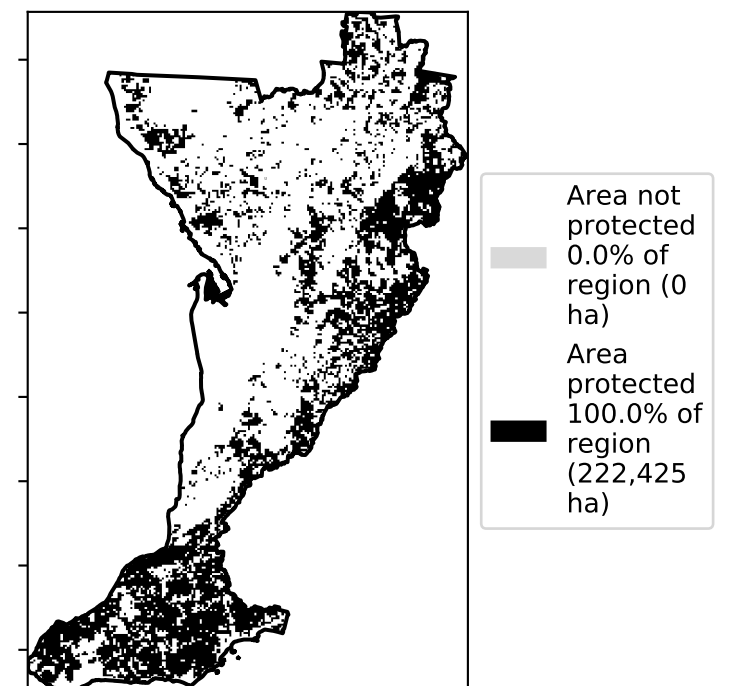 Area not
protected
0.0% of
region (0
ha)
Area
protected
100.0% of
region
(222,425
ha)